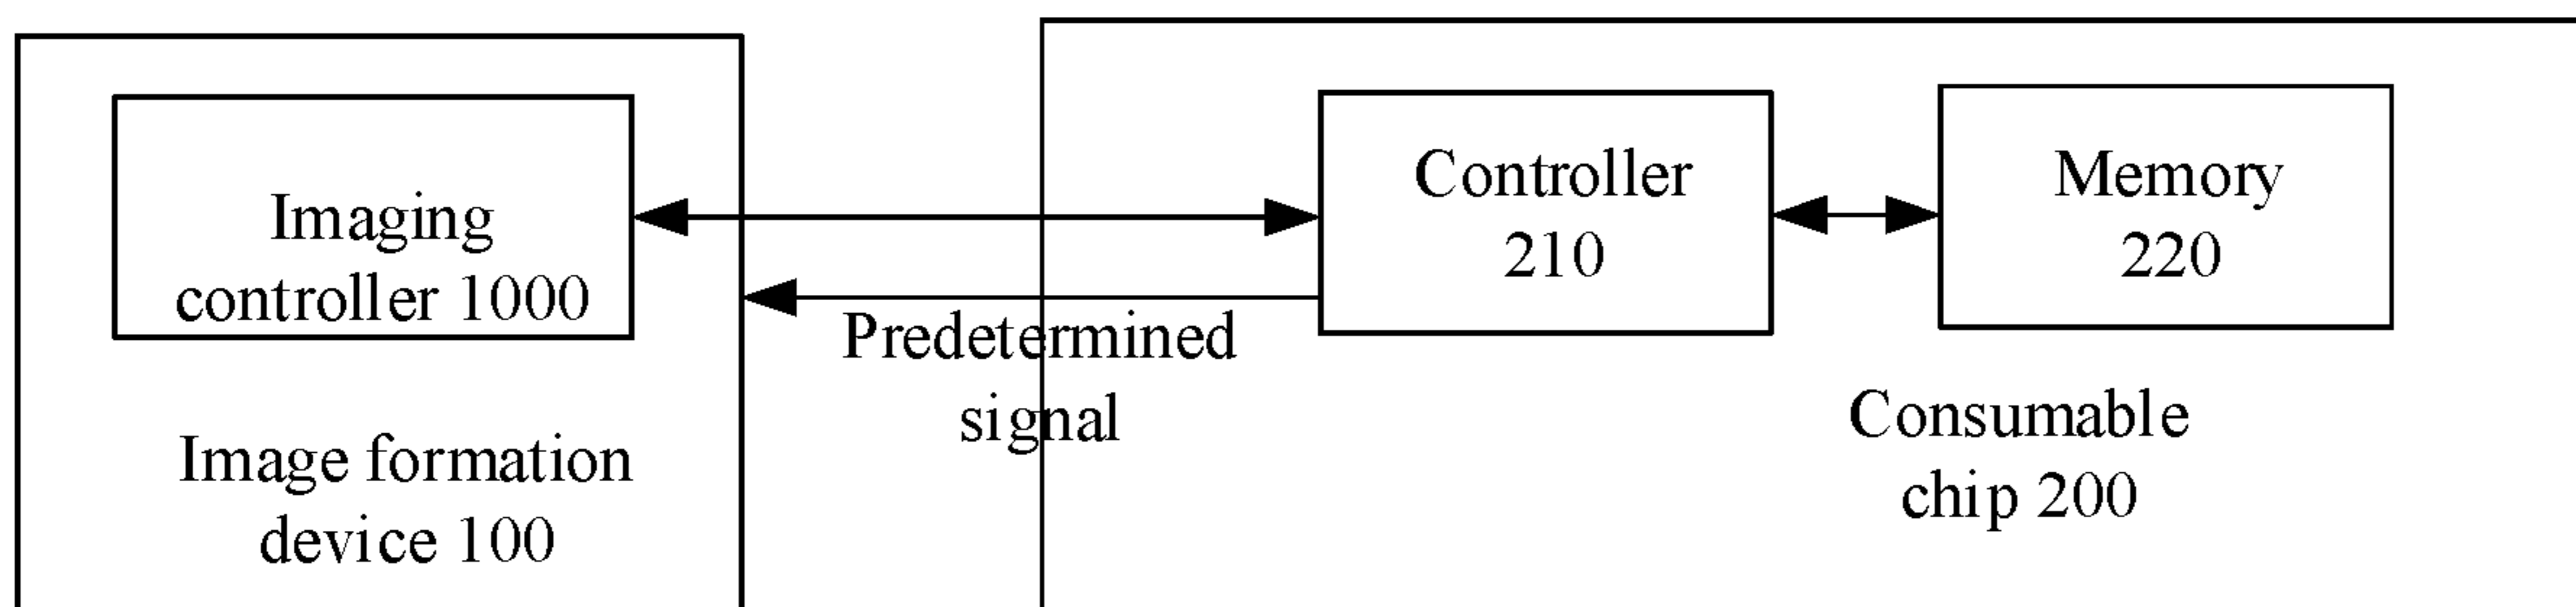 Imaging
controller 1000
Image formation
device 100
Predetermined
signal
Controller
210
Memory
220
Consumable
chip 200